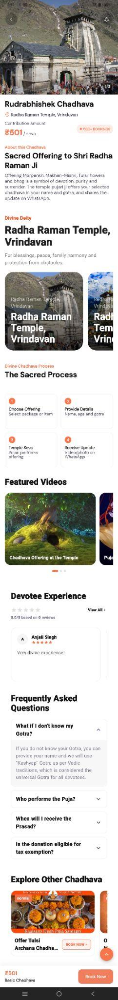 1/3
Rudrabhishek Chadhava
Radha Raman Temple, Vrindavan
Contribution Amount
₹501 / seva
500+ BOOKINGS
About this Chadhava
Sacred Offering to Shri Radha
Raman Ji
Offering Morpankh, Makhan-Mishri, Tulsi, flowers
and bhog is a symbol of devotion, purity and
surrender. The temple pujari ji offers your selected
chadhava in your name and gotra, and shares the
update on WhatsApp.
Divine Deity
Radha Raman Temple,
Vrindavan
For blessings, peace, family harmony and
protection from obstacles.
Radha Raman Temple,
Vrindavan
Radha Raman
Temple,
Vrindavan
Divine Chadhava Process
The Sacred Process
1
Choose Offering
Select package or item
2
Provide Details
Name, age and gotra
3
Temple Seva
Pujari performs
offering
4
Receive Update
Video/photo on
WhatsApp
Featured Videos
Chadhava Offering at the Temple
Puja
Devotee Experience
View All ›
0.0/5 based on 0 reviews
A
Anjali Singh
Very divine experience!
Frequently Asked
Questions
What if I don't know my
Gotra?
If you do not know your Gotra, you can
provide your name and we will use
'Kashyap' Gotra as per Vedic
traditions, which is considered the
universal Gotra for all devotees.
Who performs the Puja?
When will I receive the
Prasad?
Is the donation eligible for
tax exemption?
Explore Other Chadhava
normal
Kaalsarp Dosh Puja Samagri
Offer Tulsi
Archana Chadha...
BOOK NOW »
₹501
Basic Chadhava
Book Now